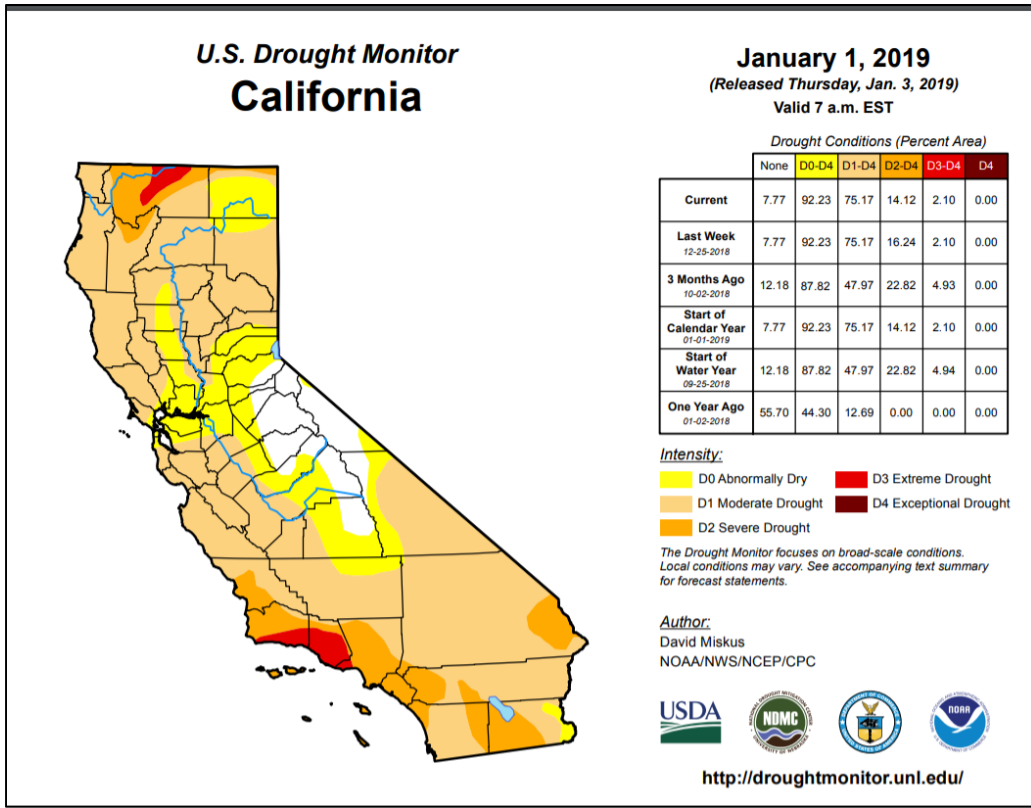 U.S. Drought Monitor
California
January 1, 2019
(Released Thursday, Jan. 3, 2019)
Valid 7 a.m. EST
Drought Conditions (Percent Area)
None D0-D4 D1-D4 D2-D4 D3-D4 D4
Current 7.77 92.23 75.17 14.12 2.10 0.00
Last Week
12-25-2018
7.77 92.23 75.17 16.24 2.10 0.00
3 Months Ago
10-02-2018
12.18 87.82 47.97 22.82 4.93 0.00
Start of
Calendar Year
01-01-2019
7.77 92.23 75.17 14.12 2.10 0.00
Start of
Water Year
09-25-2018
12.18 87.82 47.97 22.82 4.94 0.00
One Year Ago
01-02-2018
55.70 44.30 12.69 0.00 0.00 0.00
Intensity:
D0 Abnormally Dry
D1 Moderate Drought
D2 Severe Drought
D3 Extreme Drought
D4 Exceptional Drought
The Drought Monitor focuses on broad-scale conditions.
Local conditions may vary. See accompanying text summary
for forecast statements.
Author:
David Miskus
NOAA/NWS/NCEP/CPC
USDA
NDMC
NOAA
http://droughtmonitor.unl.edu/